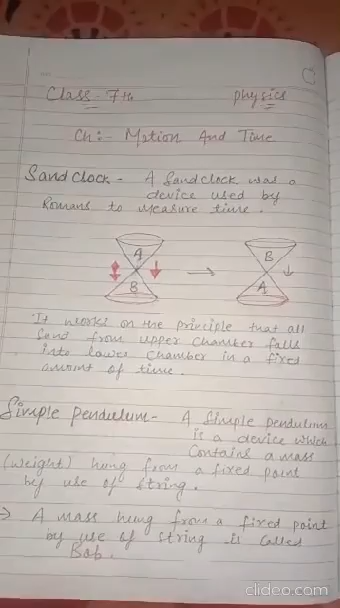 Class - 7th physics
Ch:- Motion And Time
Sand clock - A Sand clock was a
device used by
Romans to measure time.
A B
B A
It works on the principle that all
Sand from upper Chamber falls
into lower chamber in a fixed
amount of time.
Simple pendulum - A Simple pendulum
is a device which
Contains a mass
(weight) hung from a fixed point
by use of String.
→ A mass hung from a fixed point
by use of string is called
Bob.
clideo.com